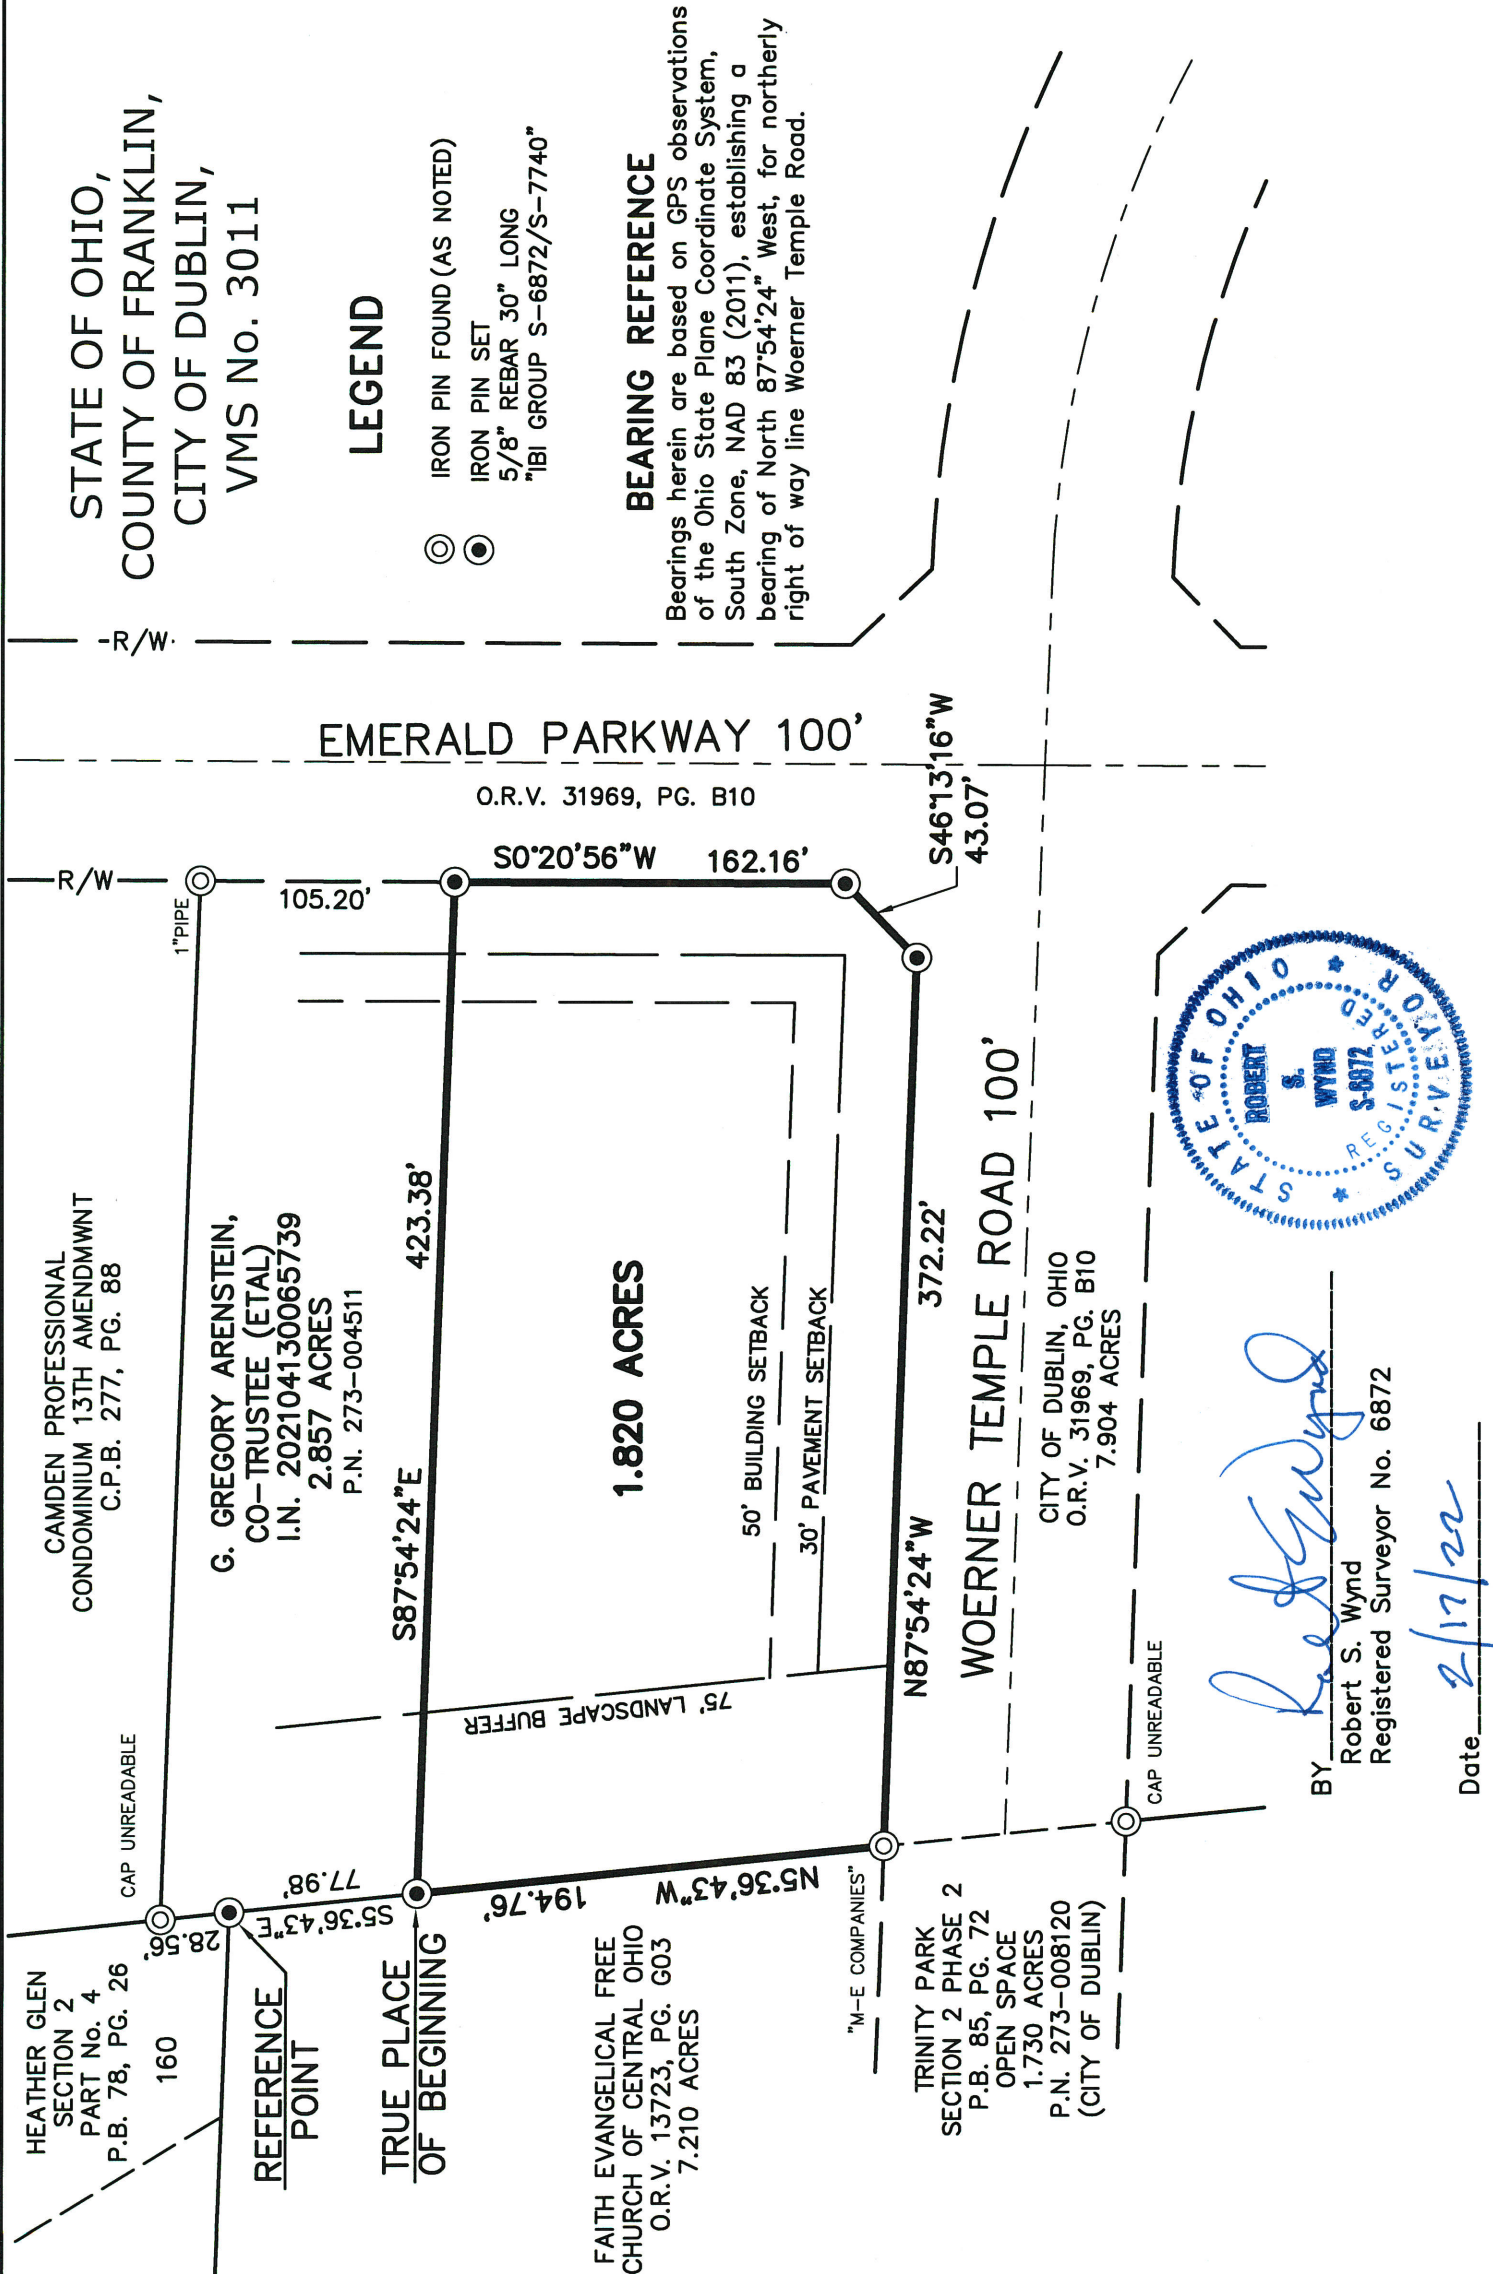 STATE OF OHIO,
COUNTY OF FRANKLIN,
CITY OF DUBLIN,
VMS No. 3011
LEGEND
IRON PIN FOUND (AS NOTED)
IRON PIN SET
5/8" REBAR 30" LONG
"IBI GROUP S-6872/S-7740"
BEARING REFERENCE
Bearings herein are based on GPS observations
of the Ohio State Plane Coordinate System,
South Zone, NAD 83 (2011), establishing a
bearing of North 87°54'24" West, for northerly
right of way line Woerner Temple Road.
HEATHER GLEN
SECTION 2
PART No. 4
P.B. 78, PG. 26
160
CAP UNREADABLE
28.56'
S5°36'43"E
77.98'
REFERENCE
POINT
TRUE PLACE
OF BEGINNING
CAMDEN PROFESSIONAL
CONDOMINIUM 13TH AMENDMWNT
C.P.B. 277, PG. 88
G. GREGORY ARENSTEIN,
CO-TRUSTEE (ETAL)
I.N. 202104130065739
2.857 ACRES
P.N. 273-004511
1"PIPE
R/W
R/W
105.20'
S87°54'24"E
423.38'
EMERALD PARKWAY 100'
O.R.V. 31969, PG. B10
S0°20'56"W
162.16'
S46°13'16"W
43.07'
1.820 ACRES
75' LANDSCAPE BUFFER
50' BUILDING SETBACK
30' PAVEMENT SETBACK
N5°36'43"W
194.76'
FAITH EVANGELICAL FREE
CHURCH OF CENTRAL OHIO
O.R.V. 13723, PG. G03
7.210 ACRES
"M-E COMPANIES"
N87°54'24"W
372.22'
WOERNER TEMPLE ROAD 100'
CITY OF DUBLIN, OHIO
O.R.V. 31969, PG. B10
7.904 ACRES
TRINITY PARK
SECTION 2 PHASE 2
P.B. 85, PG. 72
OPEN SPACE
1.730 ACRES
P.N. 273-008120
(CITY OF DUBLIN)
CAP UNREADABLE
STATE OF OHIO
ROBERT
S.
WYND
S-6872
REGISTERED
SURVEYOR
BY
Robert S. Wynd
Registered Surveyor No. 6872
Date 2/17/22